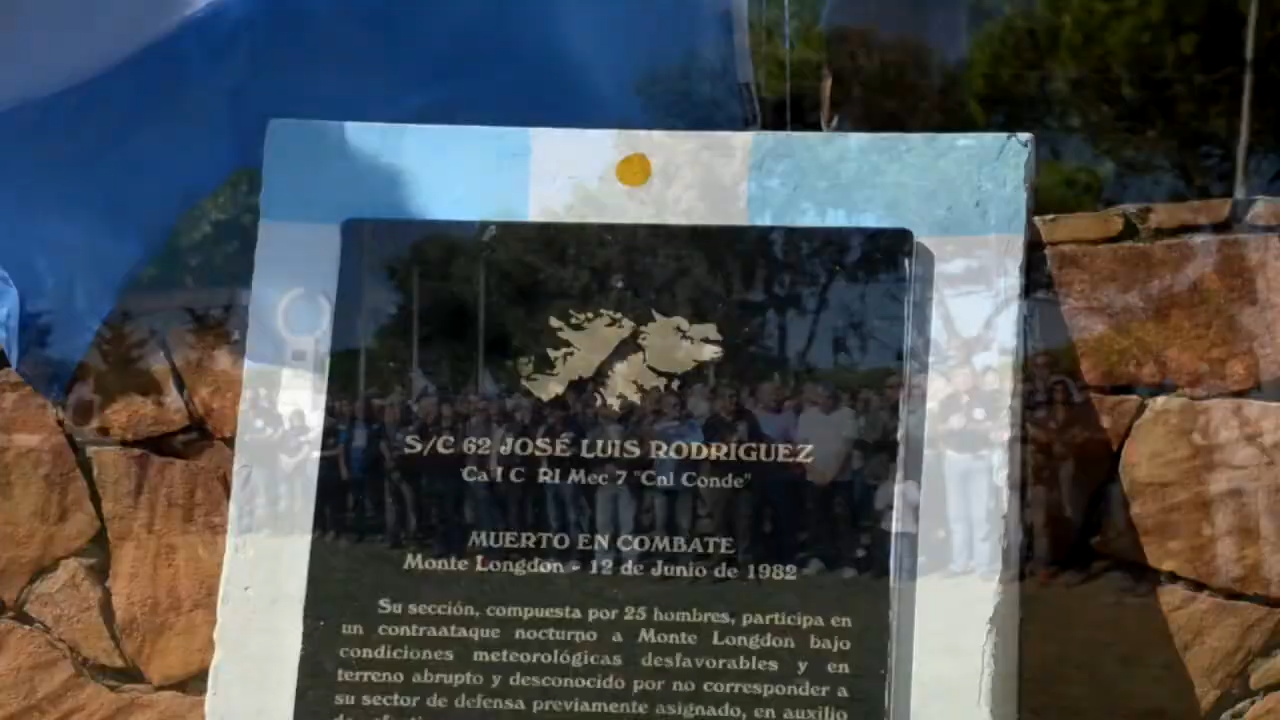 S/C 62 JOSÉ LUIS RODRIGUEZ
Ca I C RI Mec 7 "Cnl Conde"
MUERTO EN COMBATE
Monte Longdon - 12 de Junio de 1982
Su sección, compuesta por 25 hombres, participa en
un contraataque nocturno a Monte Longdon bajo
condiciones meteorológicas desfavorables y en
terreno abrupto y desconocido por no corresponder a
su sector de defensa previamente asignado, en auxilio